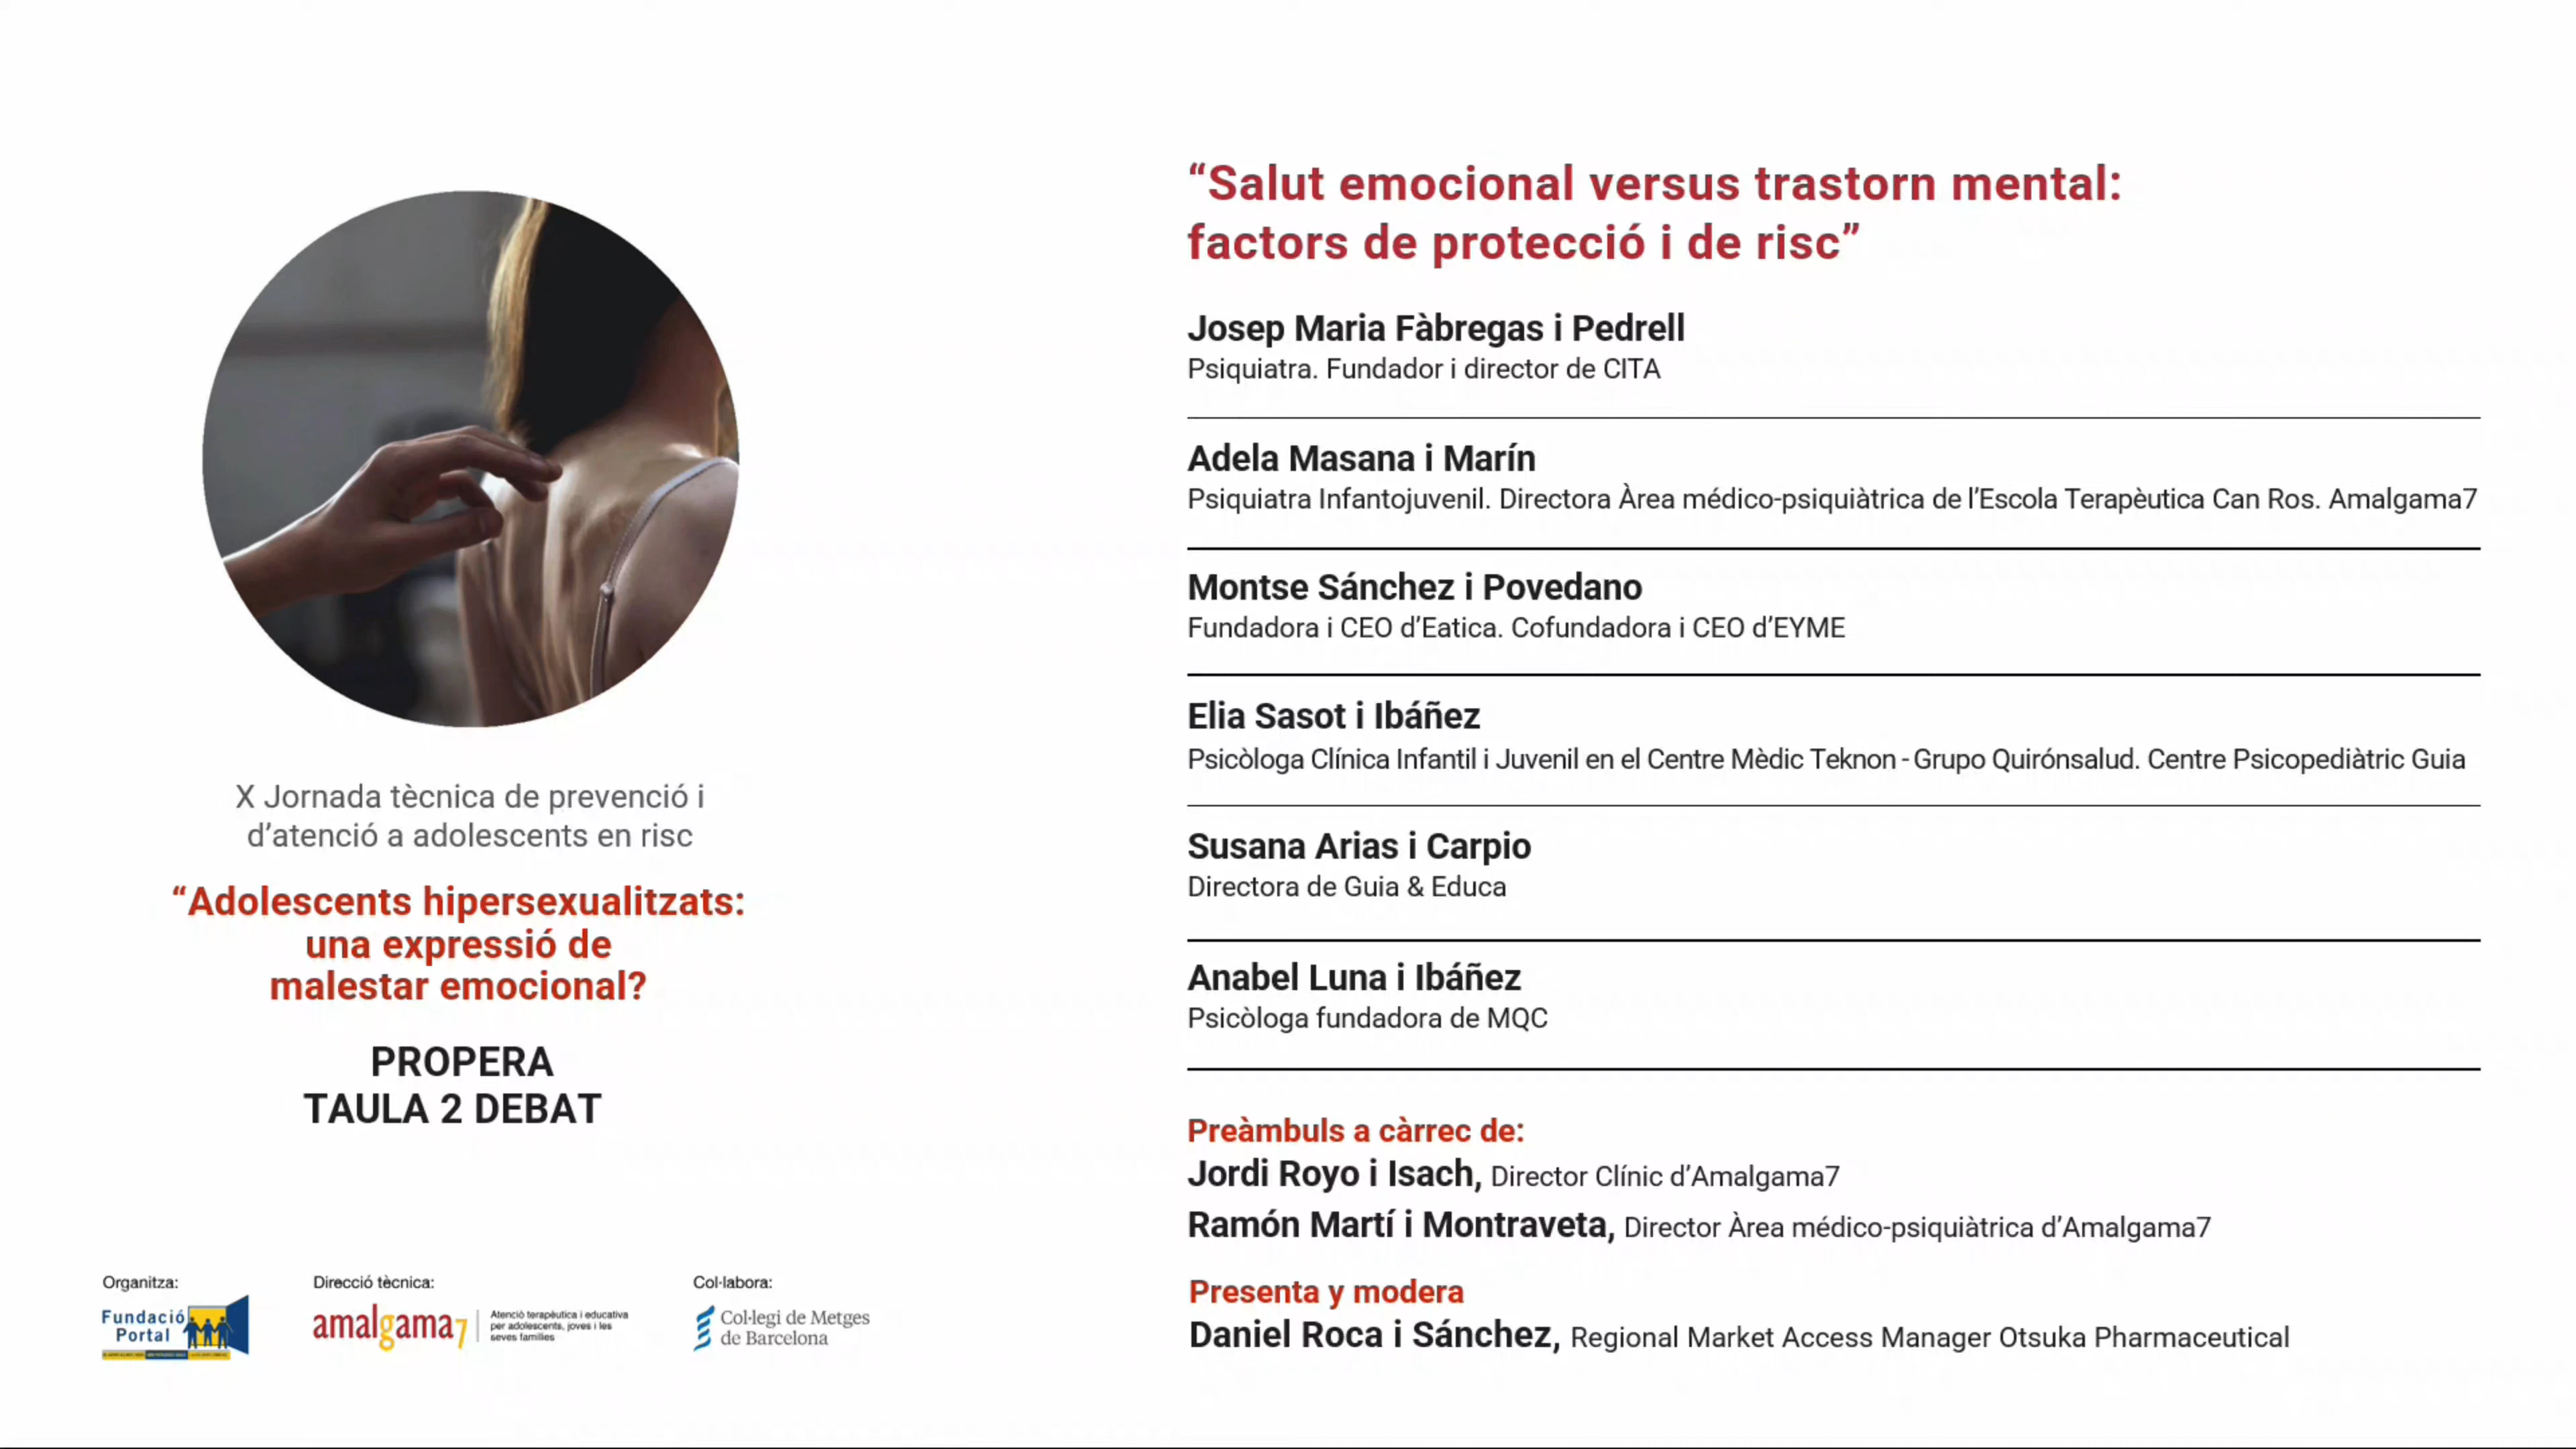 X Jornada tècnica de prevenció i
d’atenció a adolescents en risc
“Adolescents hipersexualitzats:
una expressió de
malestar emocional?
PROPERA
TAULA 2 DEBAT
Organitza:
Fundació
Portal
Direcció tècnica:
amalgama7
Atenció terapèutica i educativa
per adolescents, joves i les
seves famílies
Col·labora:
Col·legi de Metges
de Barcelona
“Salut emocional versus trastorn mental:
factors de protecció i de risc”
Josep Maria Fàbregas i Pedrell
Psiquiatra. Fundador i director de CITA
Adela Masana i Marín
Psiquiatra Infantojuvenil. Directora Àrea médico-psiquiàtrica de l’Escola Terapèutica Can Ros. Amalgama7
Montse Sánchez i Povedano
Fundadora i CEO d’Eatica. Cofundadora i CEO d’EYME
Elia Sasot i Ibáñez
Psicòloga Clínica Infantil i Juvenil en el Centre Mèdic Teknon - Grupo Quirónsalud. Centre Psicopediàtric Guia
Susana Arias i Carpio
Directora de Guia & Educa
Anabel Luna i Ibáñez
Psicòloga fundadora de MQC
Preàmbuls a càrrec de:
Jordi Royo i Isach, Director Clínic d’Amalgama7
Ramón Martí i Montraveta, Director Àrea médico-psiquiàtrica d’Amalgama7
Presenta y modera
Daniel Roca i Sánchez, Regional Market Access Manager Otsuka Pharmaceutical